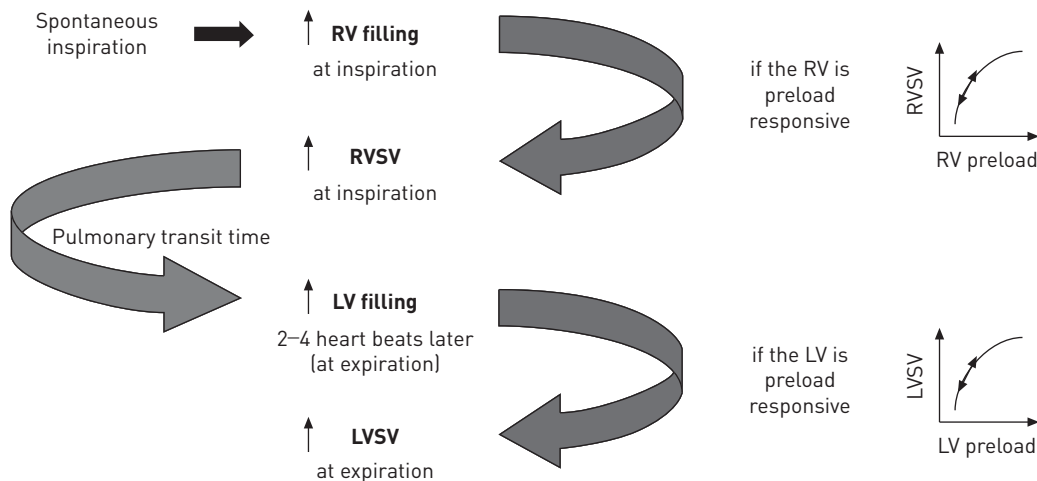 Spontaneous
inspiration
RV filling
at inspiration
if the RV is
preload
responsive
RVSV
RV preload
RVSV
at inspiration
Pulmonary transit time
LV filling
2–4 heart beats later
(at expiration)
if the LV is
preload
responsive
LVSV
LV preload
LVSV
at expiration